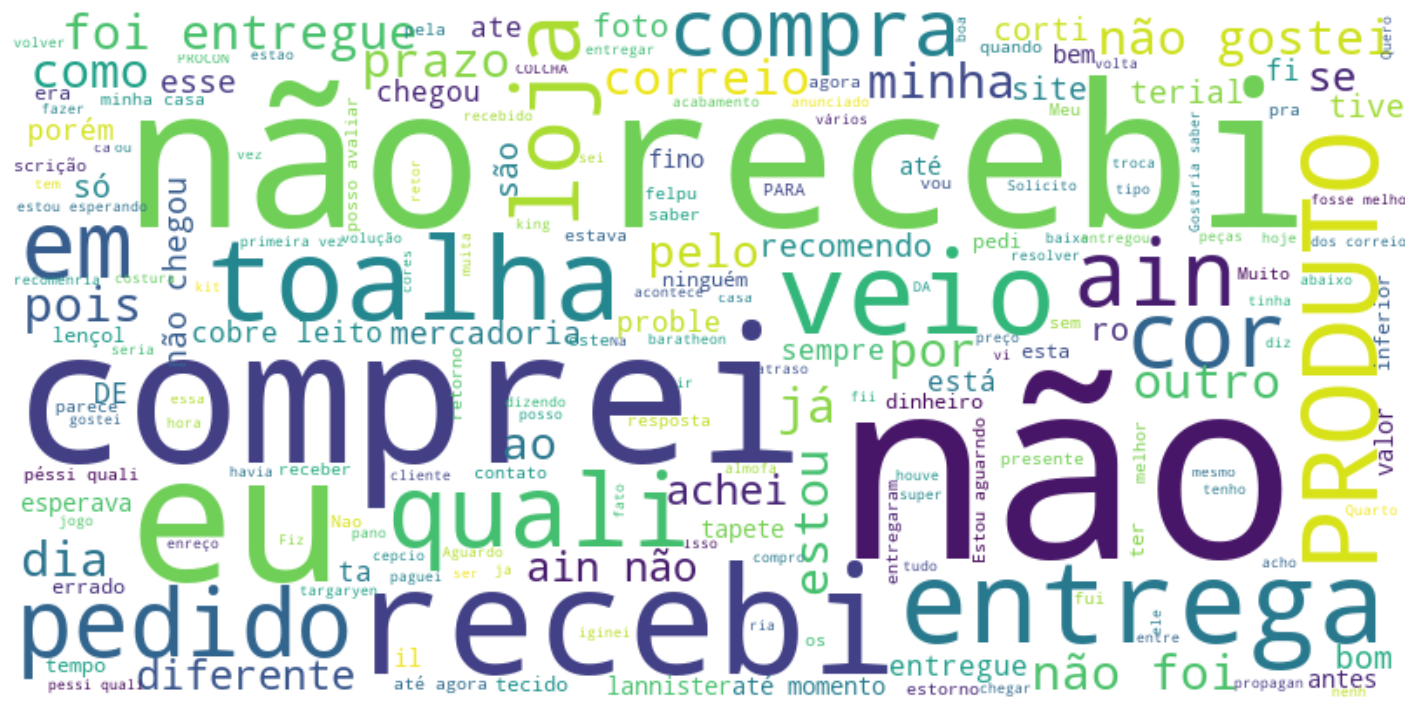 volver foi entregue pela ate loja foto compra boa corti não gostei quero
PROCON estao entregar quando bem volta
como esse prazo COLCHA correio agora minha site fi se
era minha casa chegou acabamento anunciado Meu terial pra tive
fazer recebido vários
porém não recebi
ca ou vez posso avaliar retor são sei fino até troca Gostaria saber PRODUTO
scrição não chegou felpu PARA vou Solicito tipo
tem só saber fosse melho
estou esperando king
em primeira vez volução muita estava pelo recomendo pedi baixa entregou peças hoje dos correio
toalha cores ninguém veio resolver ain Muito abaixo
recomenria costur kit acontece casa DA tinha inferior
pois cor
lençol cobre leito mercadoria este Na proble baratheon sem preço ro diz
seria sempre por vi esta
comprei atraso
DE essa retorno ir já está outro
parece dizendo fii dinheiro não
gostei hora posso resposta valor
ao estou presente melhor
péssi quali havia receber cliente contato almofa houve mesmo
eu quali achei super Estou aguarndo tenho
esperava fato tapete entregaram ter Quarto
jogo Nao pano
enreço Fiz Isso
dia cepcio Aguardo ain não compro tudo acho
errado ta paguei ser ja
targaryen fui
pedido recebi entrega
iginei ria os ele
entre
tempo diferente il entregue não foi bom
péssi quali até agora tecido lannister até momento estorno chegar propagan antes
nenh